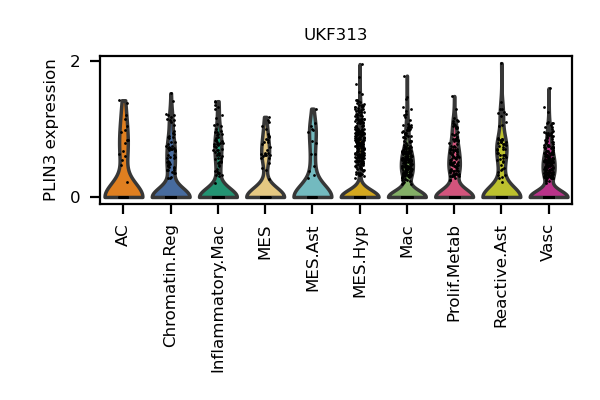 UKF313
PLIN3 expression
2
0
AC
Chromatin.Reg
Inflammatory.Mac
MES
MES.Ast
MES.Hyp
Mac
Prolif.Metab
Reactive.Ast
Vasc